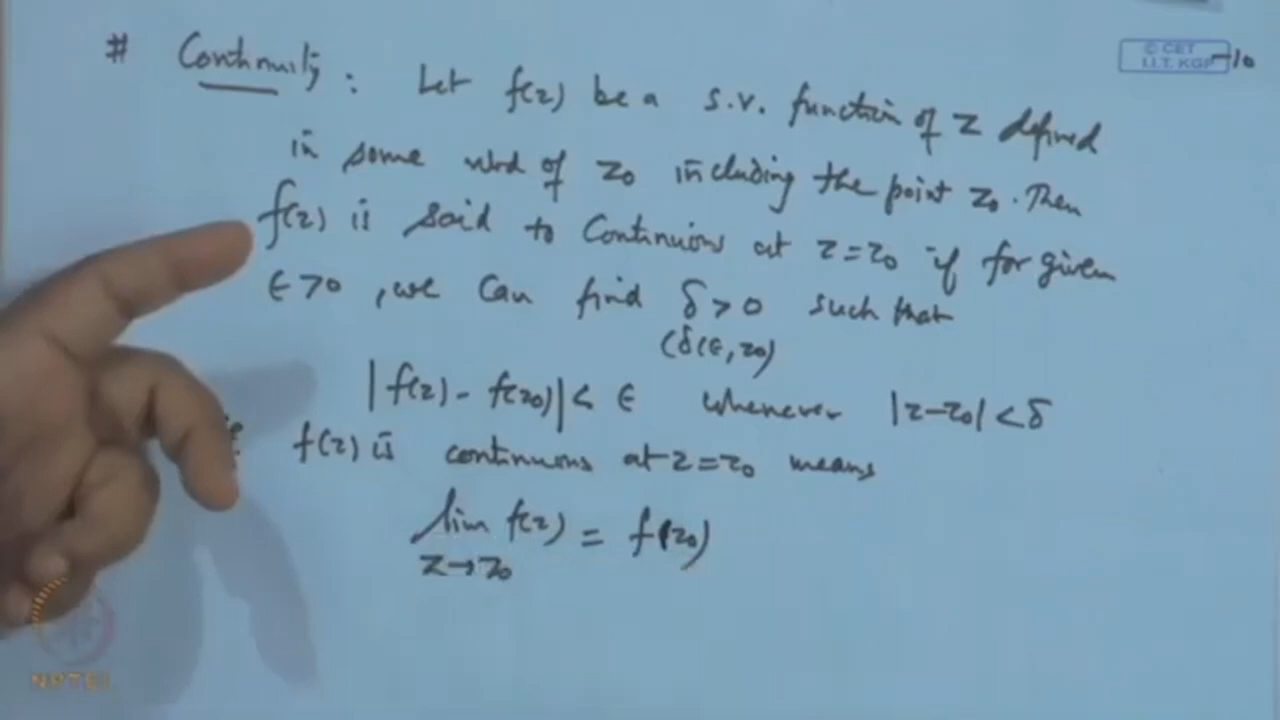 # Continuity : Let f(z) be a s.v. function of z defined
in some nbd of z₀ including the point z₀. Then
f(z) is said to Continuous at z=z₀ if for given
ϵ>0, we can find δ>0 such that
(δ(ϵ, z₀)
|f(z) - f(z₀)| < ϵ whenever |z-z₀| < δ
f(z) is continuous at z=z₀ means
lim f(z) = f(z₀)
z→z₀
© CET
I.I.T. KGP
-10
NPTEL